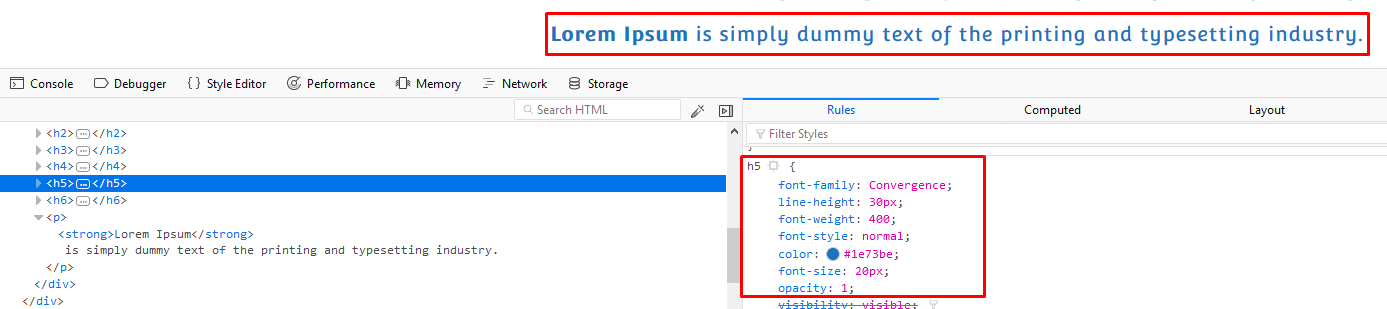 Lorem Ipsum is simply dummy text of the printing and typesetting industry.
Console Debugger { } Style Editor Performance Memory Network Storage
Search HTML
Rules Computed Layout
Filter Styles
<h2>…</h2>
<h3>…</h3>
<h4>…</h4>
<h5>…</h5>
<h6>…</h6>
<p>
<strong>Lorem Ipsum</strong>
is simply dummy text of the printing and typesetting industry.
</p>
</div>
</div>
}
h5 {
font-family: Convergence;
line-height: 30px;
font-weight: 400;
font-style: normal;
color: #1e73be;
font-size: 20px;
opacity: 1;
visibility: visible;